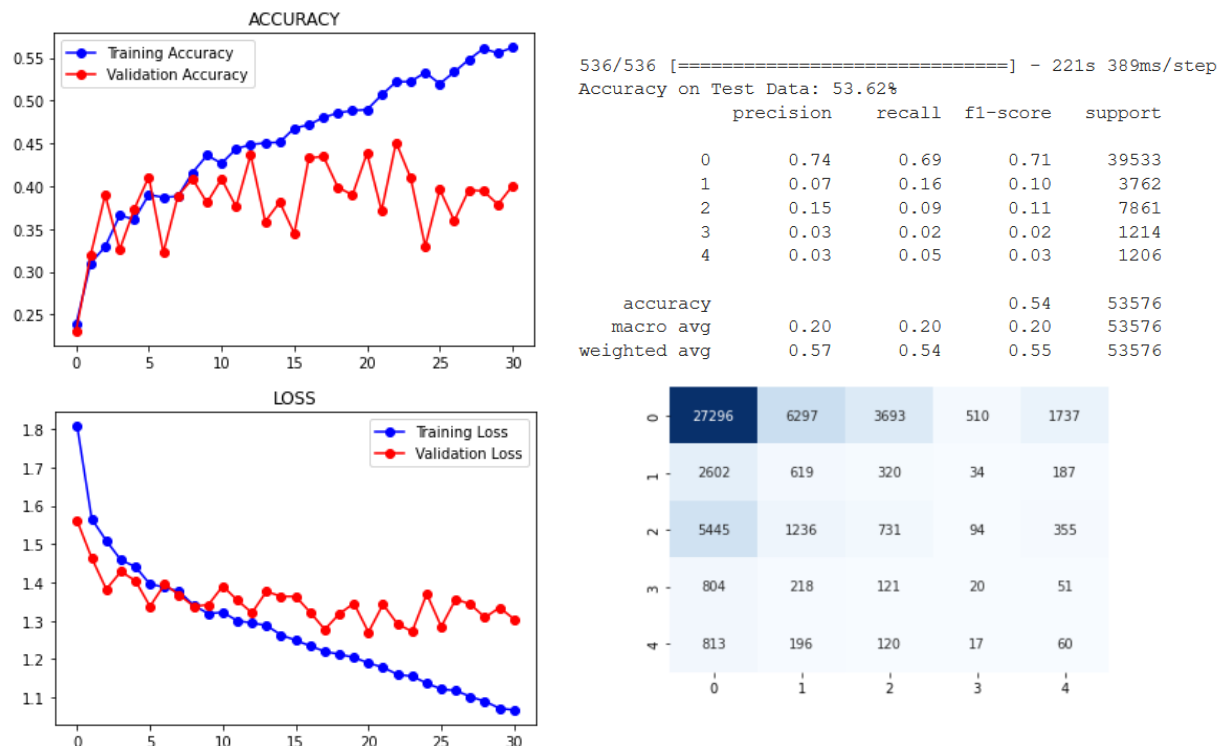 ACCURACY
Training Accuracy
Validation Accuracy
0.55
0.50
0.45
0.40
0.35
0.30
0.25
0 5 10 15 20 25 30
LOSS
Training Loss
Validation Loss
1.8
1.7
1.6
1.5
1.4
1.3
1.2
1.1
0 5 10 15 20 25 30
536/536 [==============================] - 221s 389ms/step
Accuracy on Test Data: 53.62%
precision recall f1-score support
0 0.74 0.69 0.71 39533
1 0.07 0.16 0.10 3762
2 0.15 0.09 0.11 7861
3 0.03 0.02 0.02 1214
4 0.03 0.05 0.03 1206
accuracy 0.54 53576
macro avg 0.20 0.20 0.20 53576
weighted avg 0.57 0.54 0.55 53576
0 27296 6297 3693 510 1737
1 2602 619 320 34 187
2 5445 1236 731 94 355
3 804 218 121 20 51
4 813 196 120 17 60
0 1 2 3 4